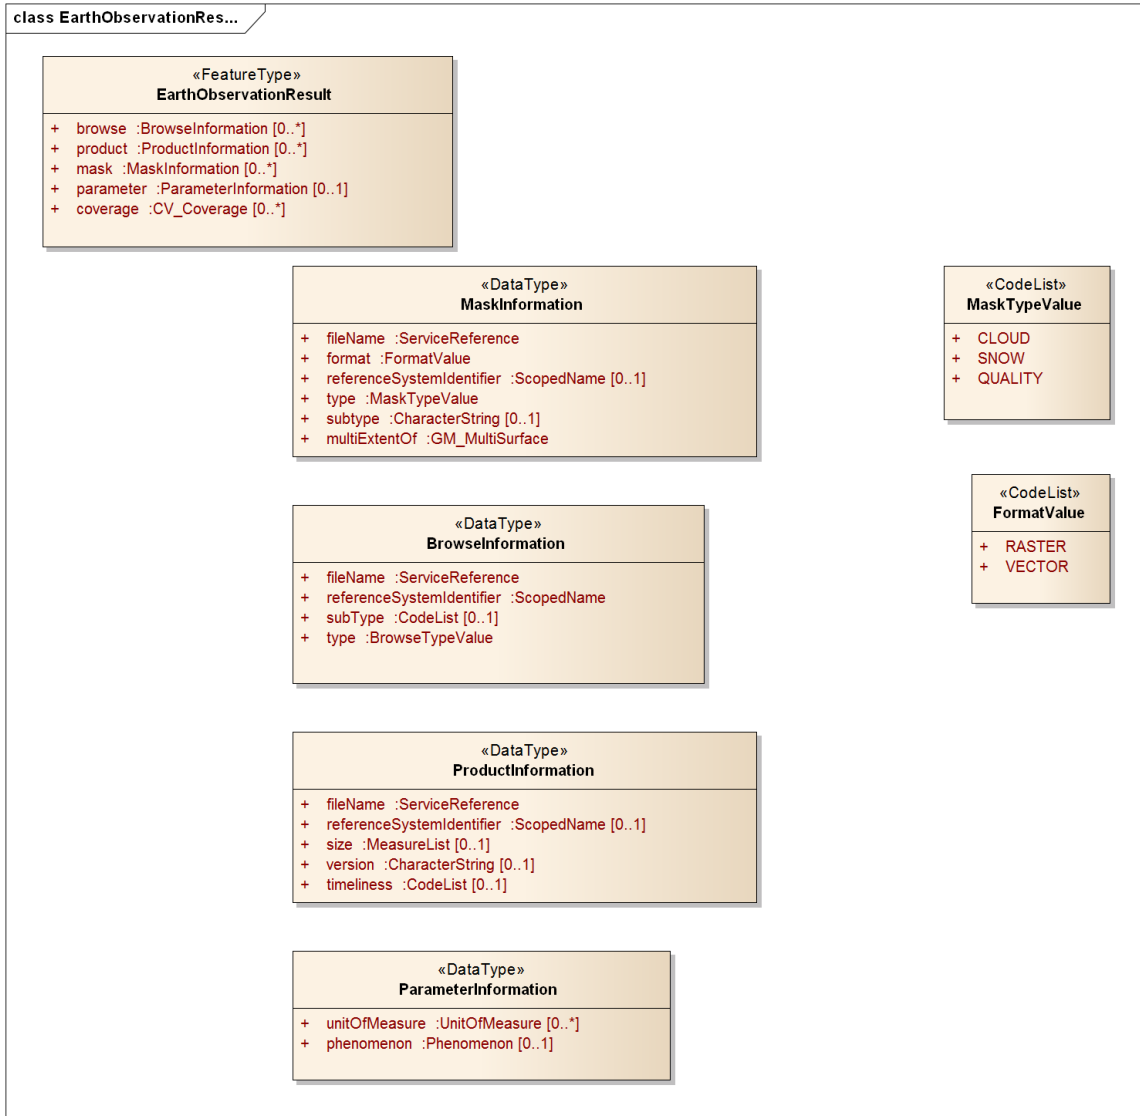 class EarthObservationRes...
«FeatureType»
EarthObservationResult
+ browse :BrowseInformation [0..*]
+ product :ProductInformation [0..*]
+ mask :MaskInformation [0..*]
+ parameter :ParameterInformation [0..1]
+ coverage :CV_Coverage [0..*]
«DataType»
MaskInformation
+ fileName :ServiceReference
+ format :FormatValue
+ referenceSystemIdentifier :ScopedName [0..1]
+ type :MaskTypeValue
+ subtype :CharacterString [0..1]
+ multiExtentOf :GM_MultiSurface
«CodeList»
MaskTypeValue
+ CLOUD
+ SNOW
+ QUALITY
«CodeList»
FormatValue
+ RASTER
+ VECTOR
«DataType»
BrowseInformation
+ fileName :ServiceReference
+ referenceSystemIdentifier :ScopedName
+ subType :CodeList [0..1]
+ type :BrowseTypeValue
«DataType»
ProductInformation
+ fileName :ServiceReference
+ referenceSystemIdentifier :ScopedName [0..1]
+ size :MeasureList [0..1]
+ version :CharacterString [0..1]
+ timeliness :CodeList [0..1]
«DataType»
ParameterInformation
+ unitOfMeasure :UnitOfMeasure [0..*]
+ phenomenon :Phenomenon [0..1]